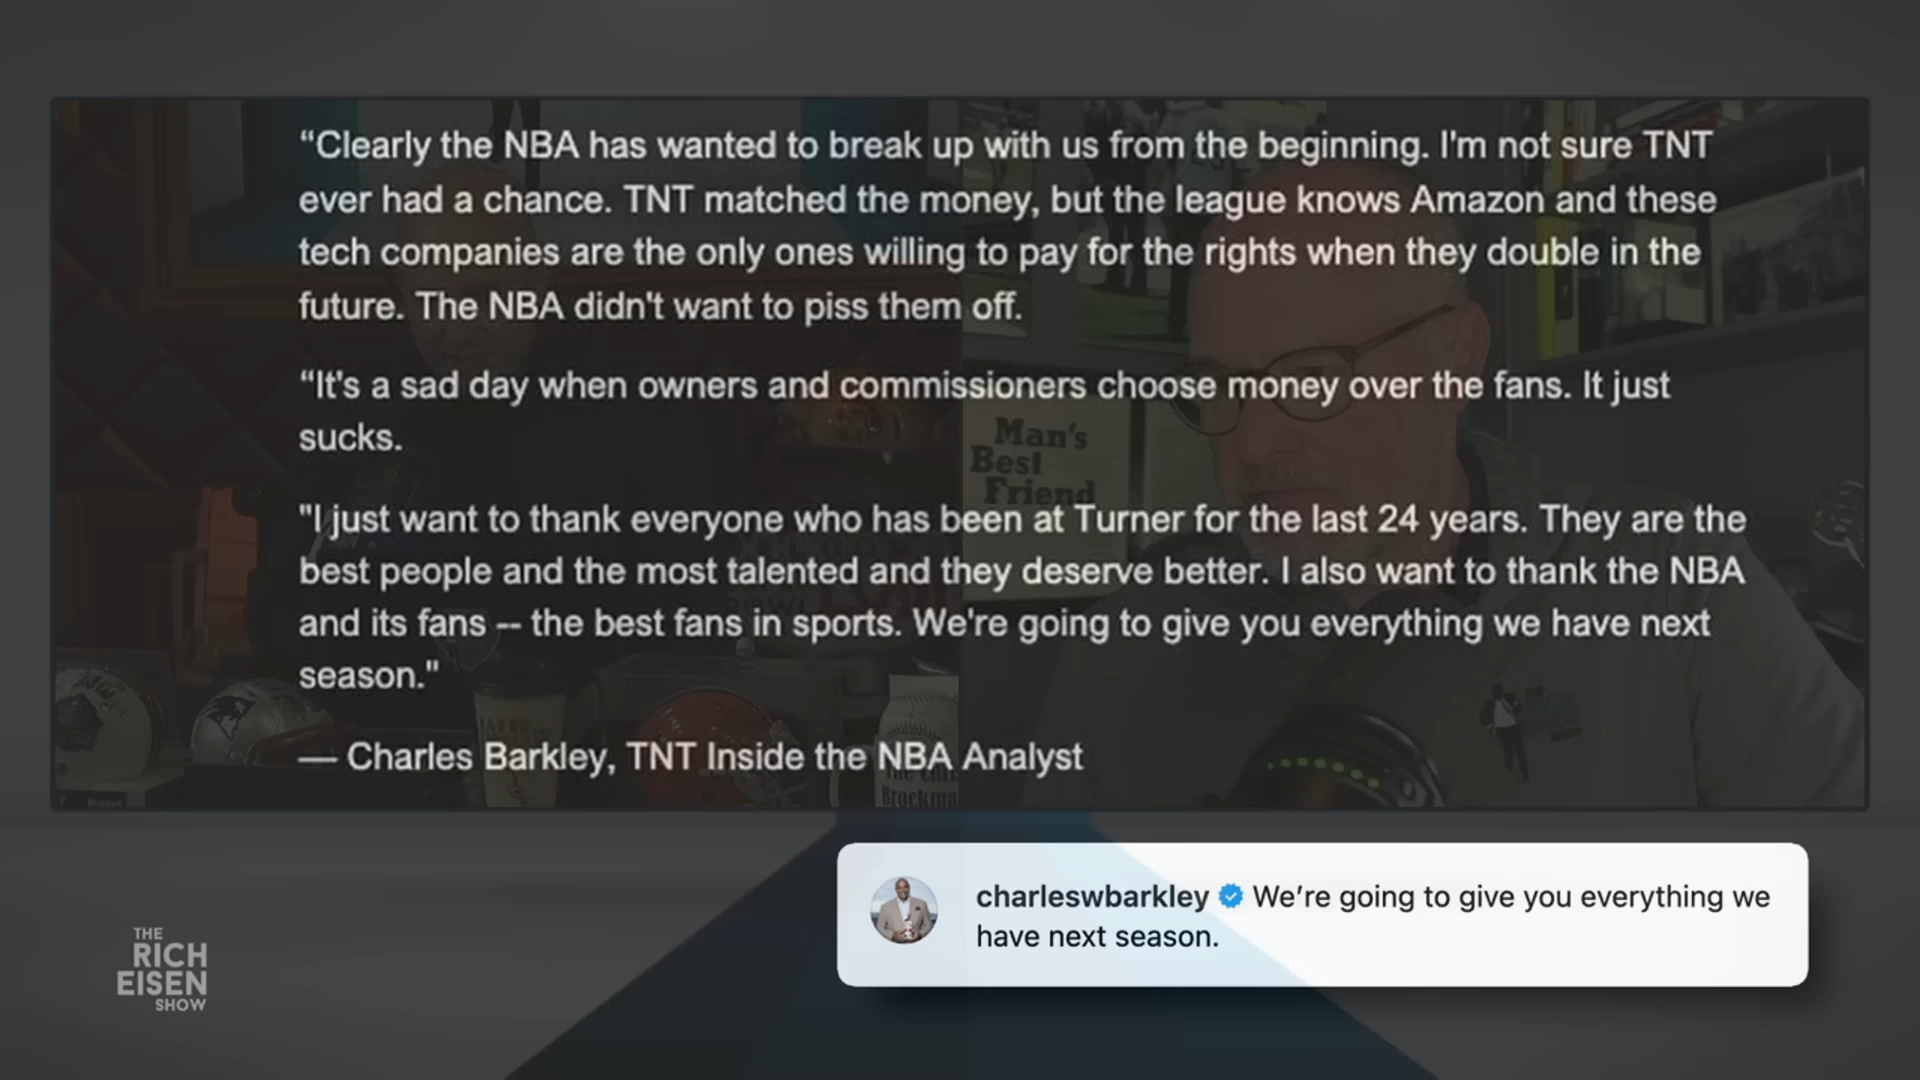 “Clearly the NBA has wanted to break up with us from the beginning. I'm not sure TNT
ever had a chance. TNT matched the money, but the league knows Amazon and these
tech companies are the only ones willing to pay for the rights when they double in the
future. The NBA didn't want to piss them off.
“It's a sad day when owners and commissioners choose money over the fans. It just
sucks.
"I just want to thank everyone who has been at Turner for the last 24 years. They are the
best people and the most talented and they deserve better. I also want to thank the NBA
and its fans -- the best fans in sports. We're going to give you everything we have next
season."
— Charles Barkley, TNT Inside the NBA Analyst
Man's
Best
Friend
charleswbarkley We’re going to give you everything we
have next season.
THE
RICH
EISEN
SHOW